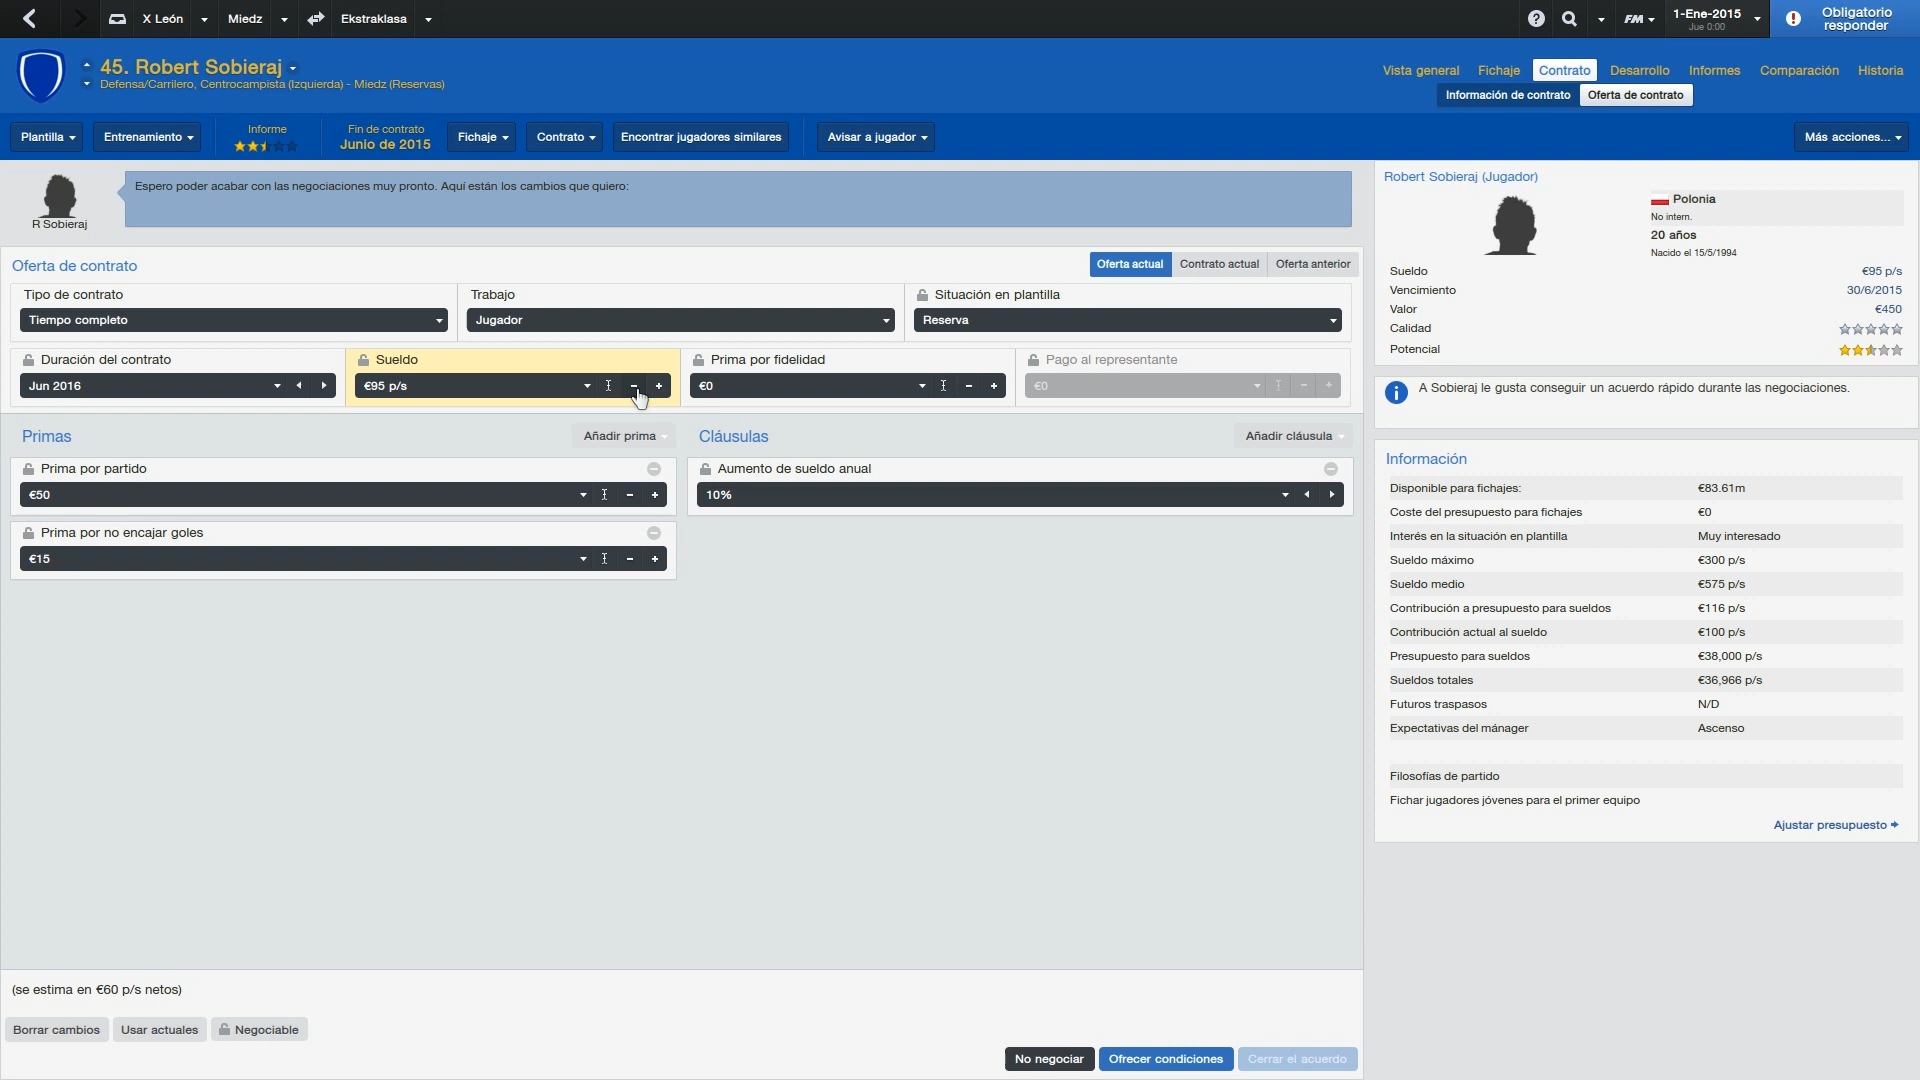 X León
Miedz
Ekstraklasa
FM
1-Ene-2015
Jue 0:00
Obligatorio
responder
45. Robert Sobieraj
Defensa/Carrilero, Centrocampista (Izquierda) - Miedz (Reservas)
Vista general Fichaje Contrato Desarrollo Informes Comparación Historia
Información de contrato Oferta de contrato
Plantilla
Entrenamiento
Informe
Fin de contrato
Junio de 2015
Fichaje
Contrato
Encontrar jugadores similares
Avisar a jugador
Más acciones...
R Sobieraj
Espero poder acabar con las negociaciones muy pronto. Aquí están los cambios que quiero:
Oferta de contrato
Oferta actual Contrato actual Oferta anterior
Tipo de contrato
Tiempo completo
Trabajo
Jugador
Situación en plantilla
Reserva
Duración del contrato
Jun 2016
Sueldo
€95 p/s
Prima por fidelidad
€0
Pago al representante
€0
Primas
Añadir prima
Prima por partido
€50
Prima por no encajar goles
€15
Cláusulas
Añadir cláusula
Aumento de sueldo anual
10%
(se estima en €60 p/s netos)
Borrar cambios Usar actuales Negociable
No negociar Ofrecer condiciones Cerrar el acuerdo
Robert Sobieraj (Jugador)
Polonia
No intern.
20 años
Nacido el 15/5/1994
Sueldo €95 p/s
Vencimiento 30/6/2015
Valor €450
Calidad
Potencial
A Sobieraj le gusta conseguir un acuerdo rápido durante las negociaciones.
Información
Disponible para fichajes: €83.61m
Coste del presupuesto para fichajes €0
Interés en la situación en plantilla Muy interesado
Sueldo máximo €300 p/s
Sueldo medio €575 p/s
Contribución a presupuesto para sueldos €116 p/s
Contribución actual al sueldo €100 p/s
Presupuesto para sueldos €38,000 p/s
Sueldos totales €36,966 p/s
Futuros traspasos N/D
Expectativas del mánager Ascenso
Filosofías de partido
Fichar jugadores jóvenes para el primer equipo
Ajustar presupuesto